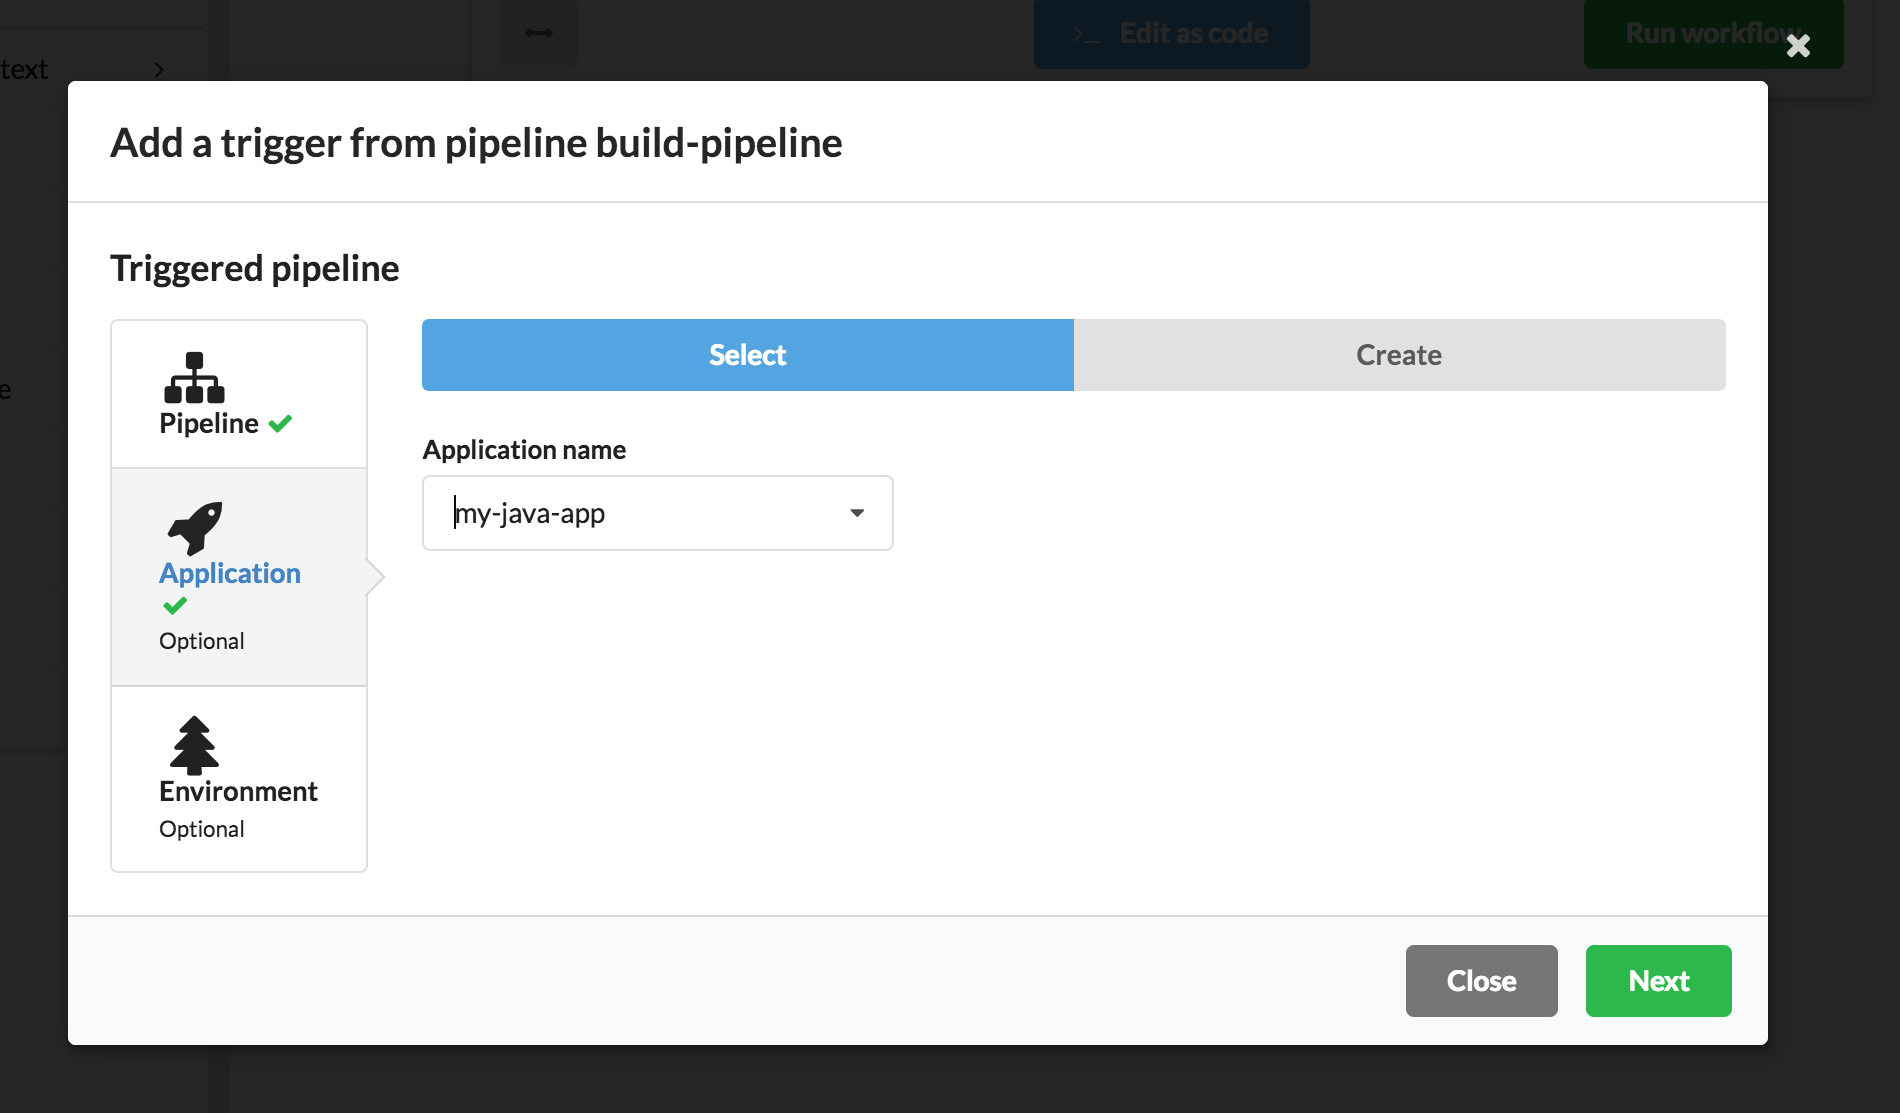 Edit as code
Run workflow
text
Add a trigger from pipeline build-pipeline
Triggered pipeline
Pipeline
Application
Optional
Environment
Optional
Select
Create
Application name
my-java-app
e
Close
Next